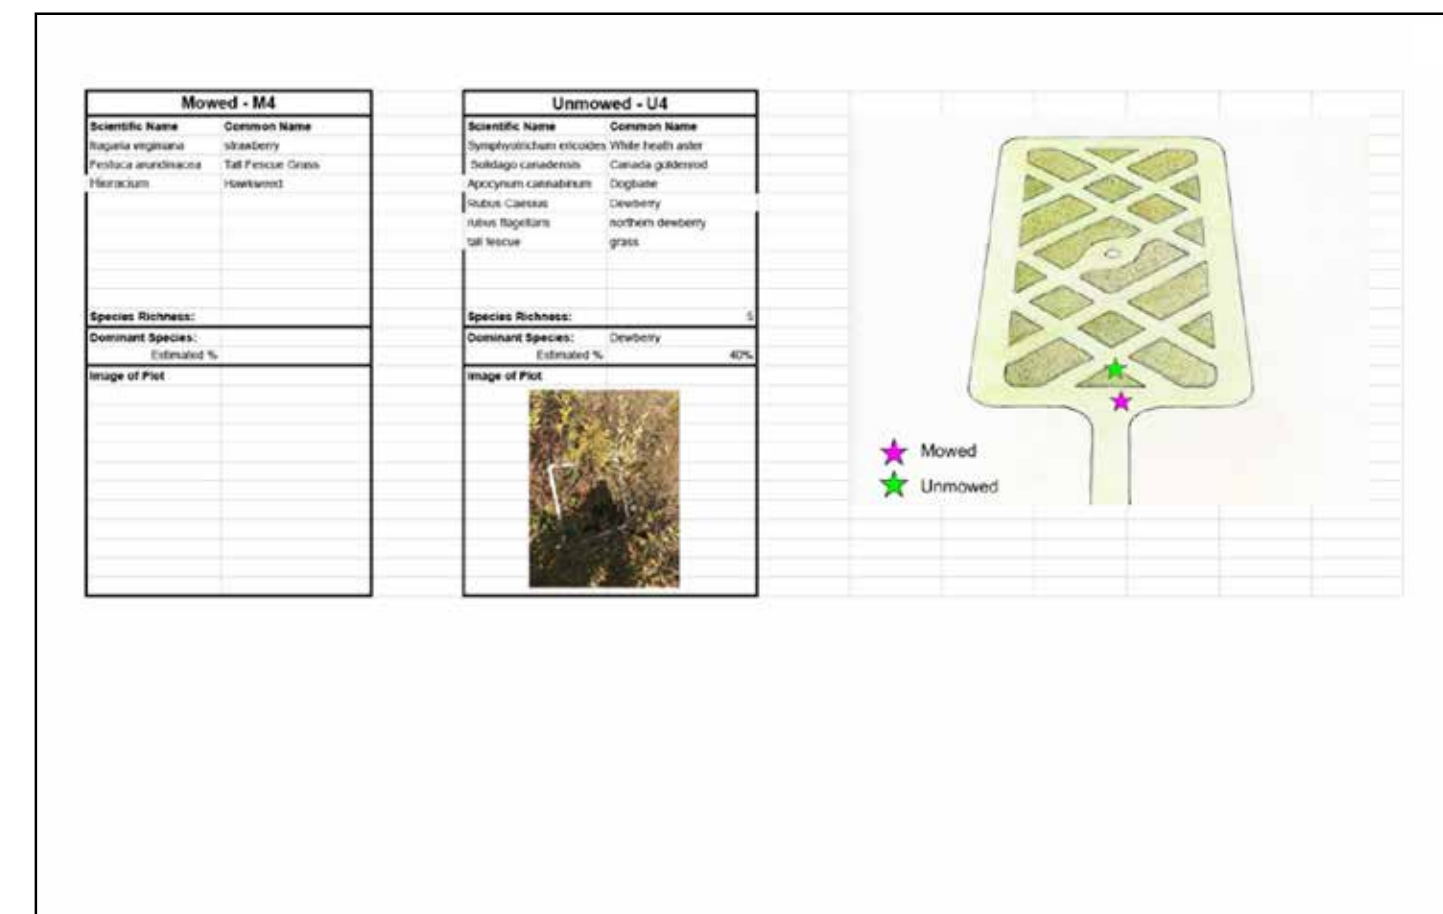 Mowed - M4
Scientific Name Common Name
fragaria virginiana strawberry
Festuca arundinacea Tall Fescue Grass
Hieracium Hawkweed
Species Richness:
Dominant Species:
Estimated %
Image of Plot
Unmowed - U4
Scientific Name Common Name
Symphyotrichum ericoides White heath aster
Solidago canadensis Canada goldenrod
Apocynum cannabinum Dogbane
Rubus Caesius Dewberry
rubus flagellaris northern dewberry
tall fescue grass
Species Richness: 5
Dominant Species: Dewberry
Estimated % 40%
Image of Plot
Mowed
Unmowed